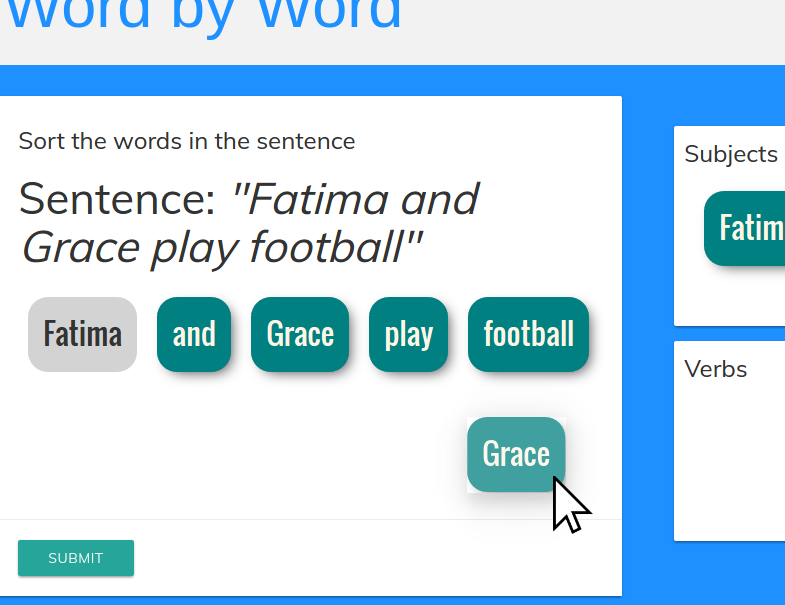 Word by Word
Sort the words in the sentence
Sentence: "Fatima and
Grace play football"
Fatima and Grace play football
Grace
SUBMIT
Subjects
Fatim
Verbs